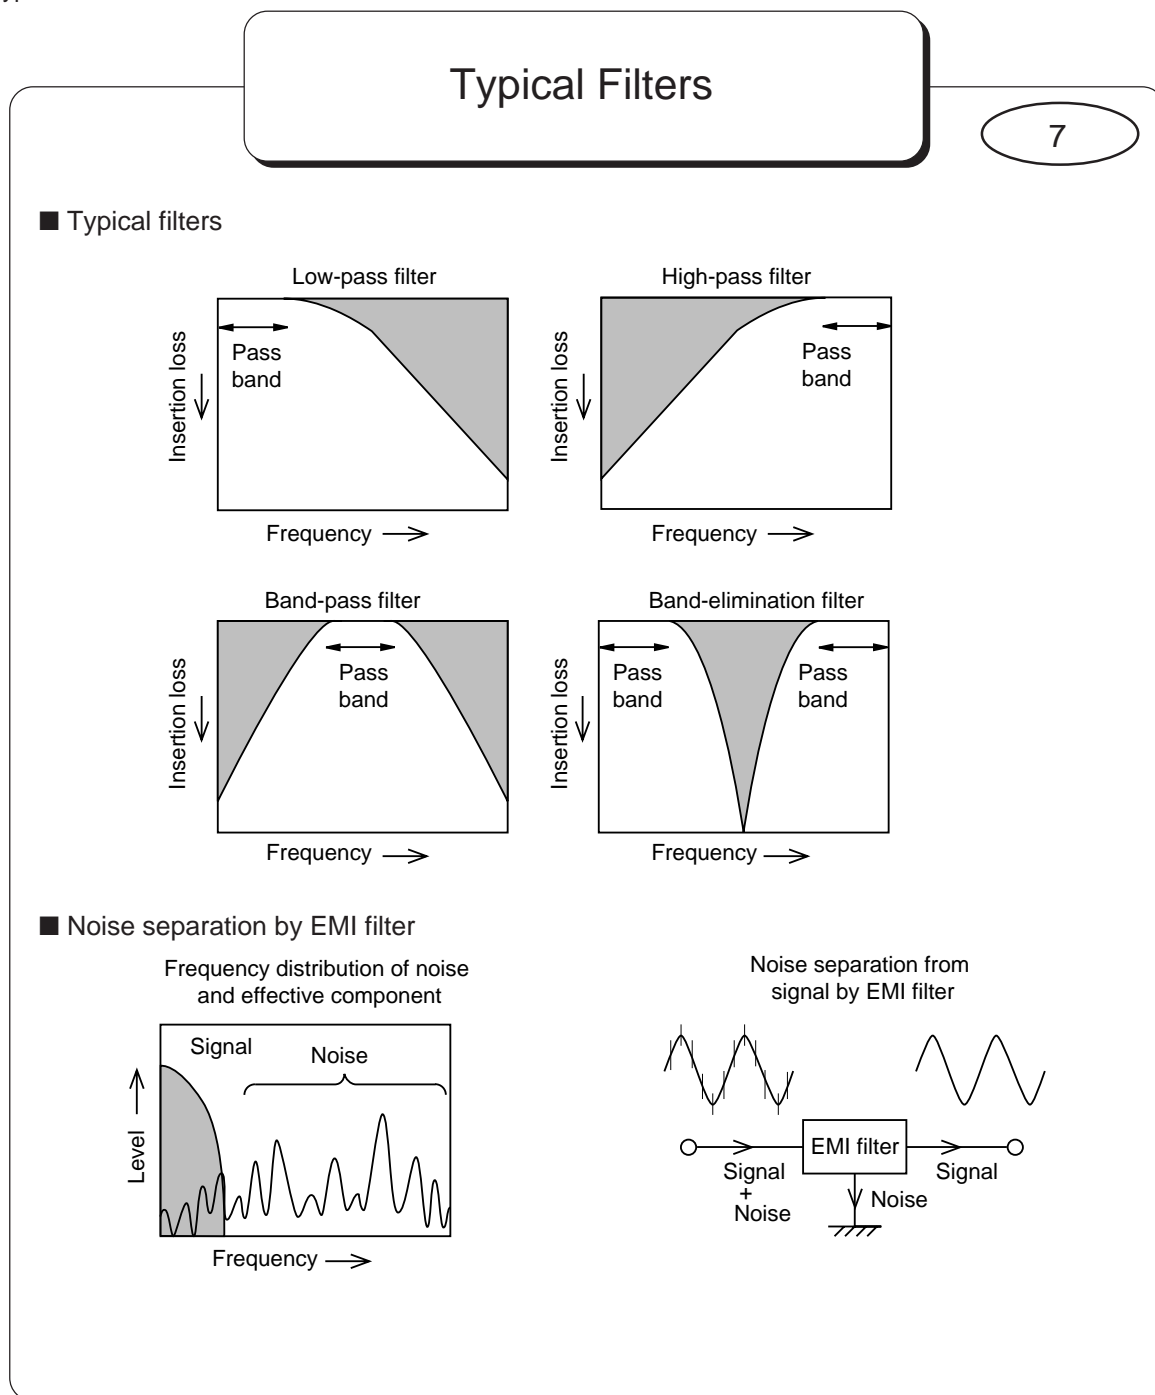 Typical Filters
7
■ Typical filters
Low-pass filter
Insertion loss
Pass
band
Frequency
High-pass filter
Insertion loss
Pass
band
Frequency
Band-pass filter
Insertion loss
Pass
band
Frequency
Band-elimination filter
Insertion loss
Pass
band
Pass
band
Frequency
■ Noise separation by EMI filter
Frequency distribution of noise
and effective component
Signal
Noise
Level
Frequency
Noise separation from
signal by EMI filter
EMI filter
Signal
+
Noise
Signal
Noise